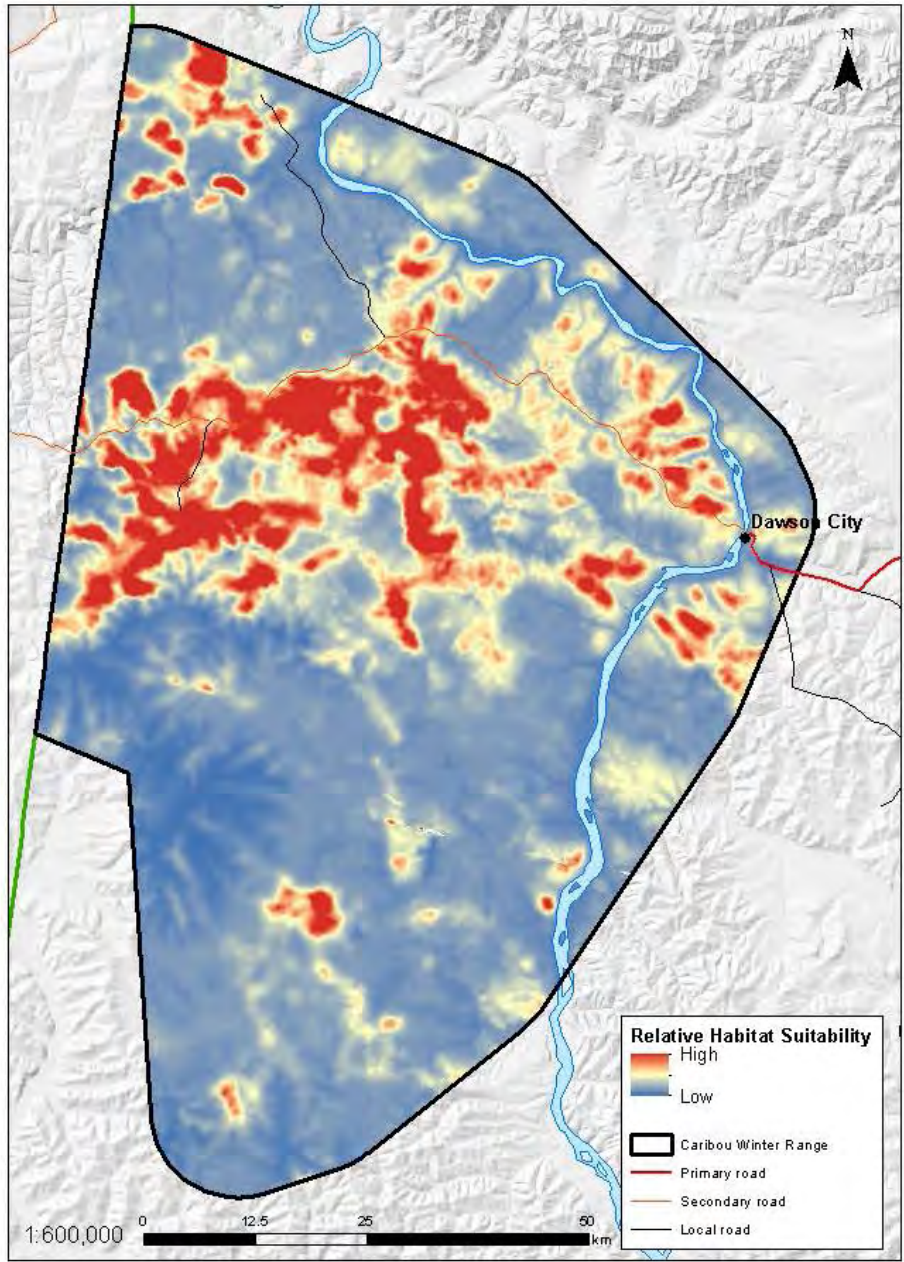 N
Dawson City
Relative Habitat Suitability
High
Low
Caribou Winter Range
Primary road
Secondary road
Local road
1:600,000
0 12.5 25 50
km